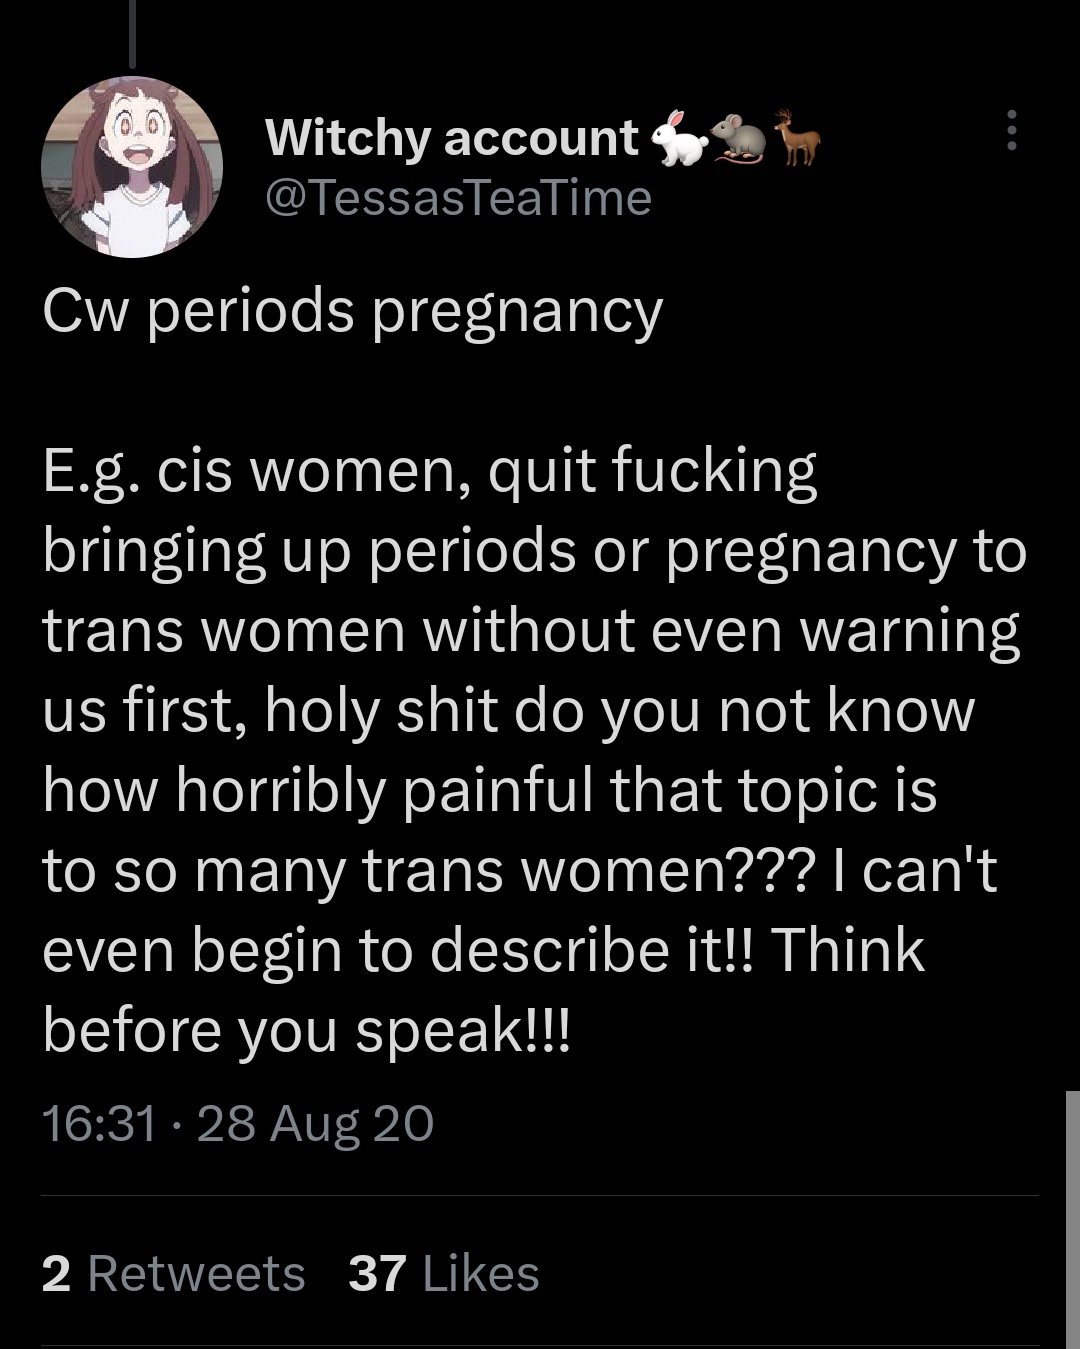 Witchy account 🐇🐀🦌
@TessasTeaTime
Cw periods pregnancy
E.g. cis women, quit fucking
bringing up periods or pregnancy to
trans women without even warning
us first, holy shit do you not know
how horribly painful that topic is
to so many trans women??? I can't
even begin to describe it!! Think
before you speak!!!
16:31 · 28 Aug 20
2 Retweets 37 Likes